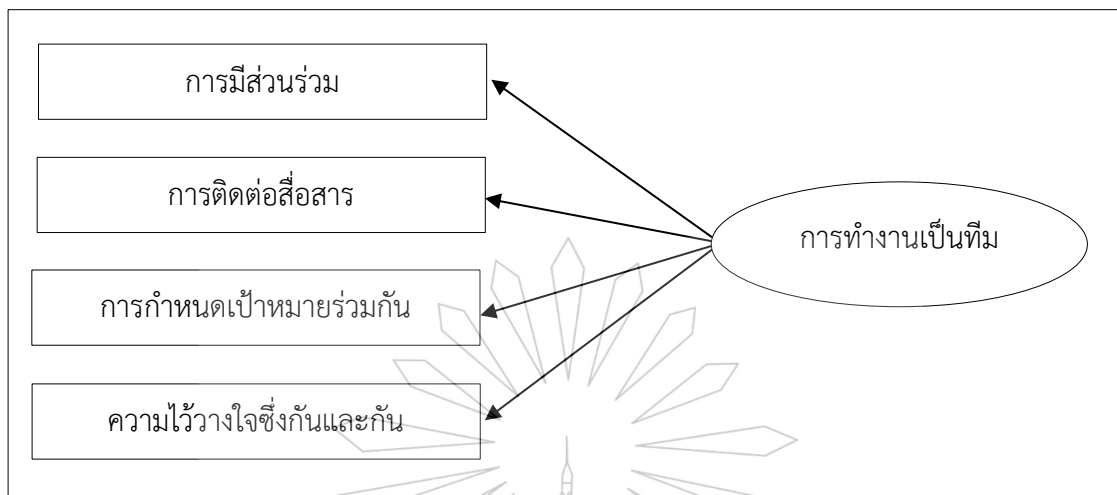 การมีส่วนร่วม
การติดต่อสื่อสาร
การทำงานเป็นทีม
การกำหนดเป้าหมายร่วมกัน
ความไว้วางใจซึ่งกันและกัน